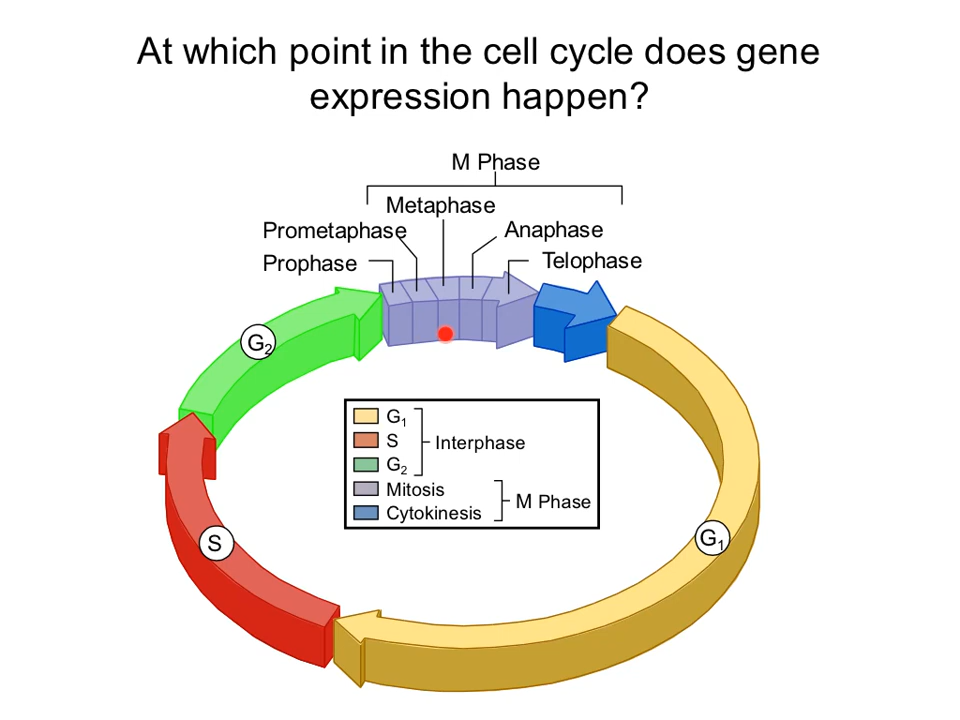 At which point in the cell cycle does gene
expression happen?
M Phase
Metaphase
Prometaphase
Anaphase
Prophase
Telophase
G2
G1
S
Interphase
G2
Mitosis
M Phase
Cytokinesis
S
G1